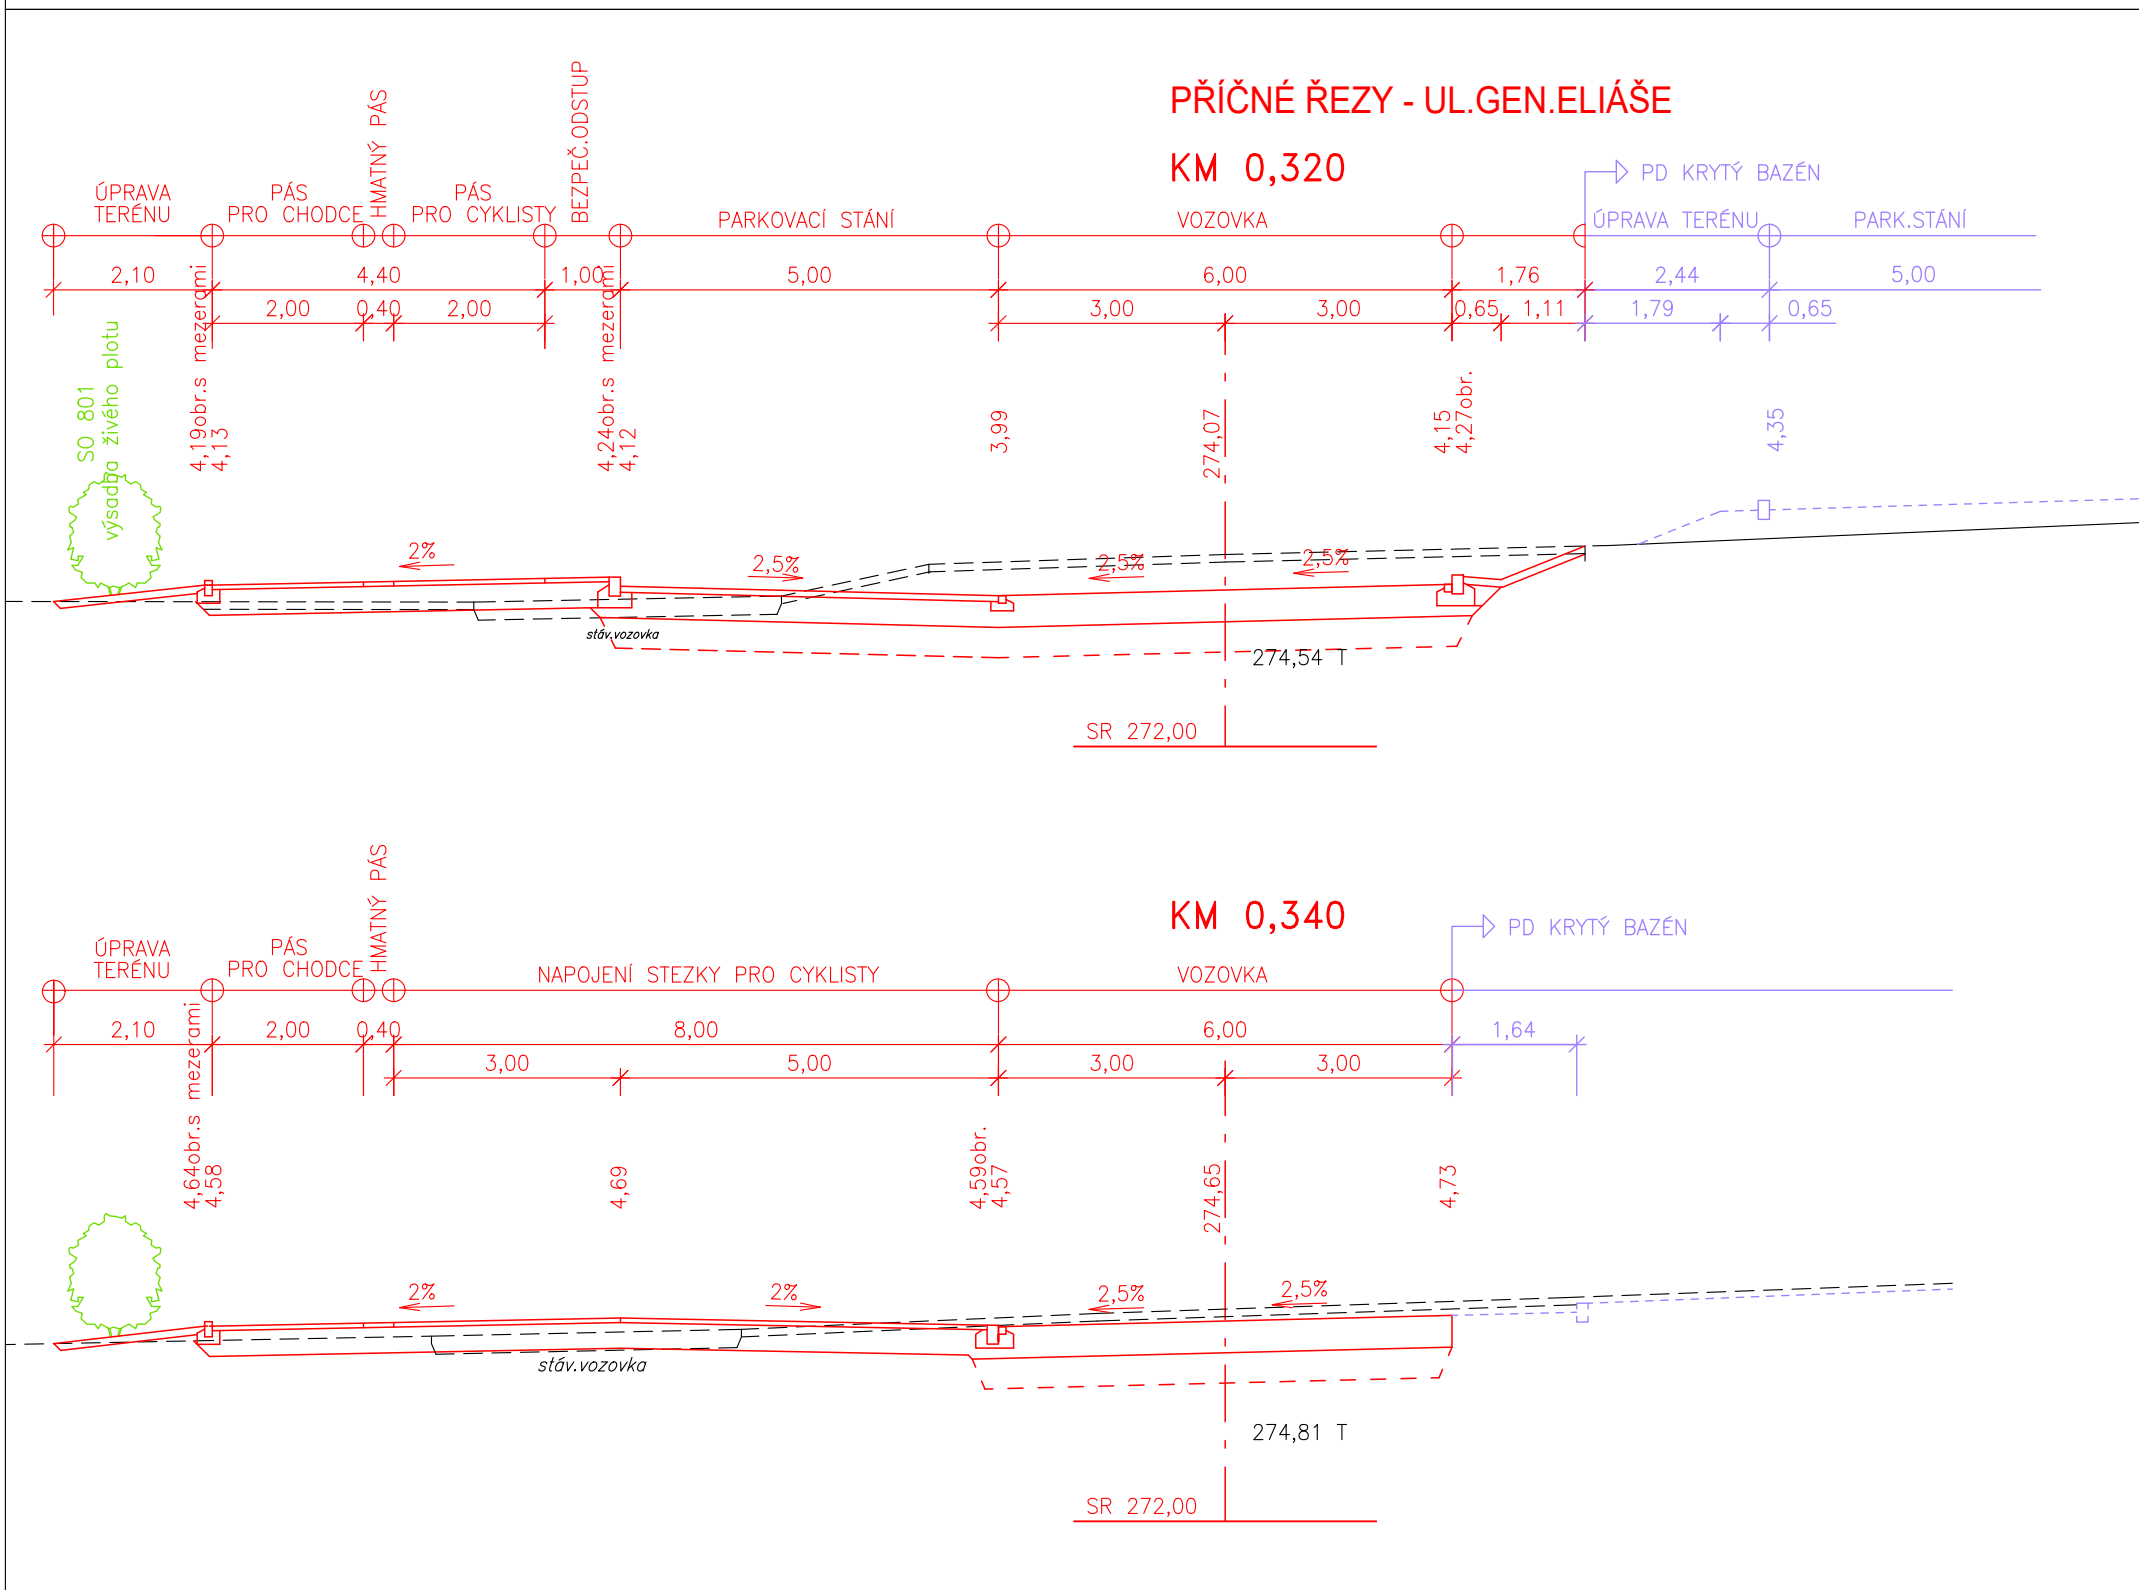 PŘÍČNÉ ŘEZY - UL.GEN.ELIÁŠE
KM 0,320
PD KRYTÝ BAZÉN
ÚPRAVA
TERÉNU
PÁS
PRO CHODCE
HMATNÝ PÁS
PÁS
PRO CYKLISTY
BEZPEČ.ODSTUP
PARKOVACÍ STÁNÍ
VOZOVKA
ÚPRAVA TERÉNU
PARK.STÁNÍ
2,10
4,40
1,00
5,00
6,00
1,76
2,44
5,00
2,00
0,40
2,00
3,00
3,00
0,65
1,11
1,79
0,65
SO 801
výsadba živého plotu
4,19obr.s mezerami
4,13
4,24obr.s mezerami
4,12
3,99
274,07
4,15
4,27obr.
4,35
2%
2,5%
2,5%
2,5%
stáv.vozovka
274,54 T
SR 272,00
KM 0,340
PD KRYTÝ BAZÉN
ÚPRAVA
TERÉNU
PÁS
PRO CHODCE
HMATNÝ PÁS
NAPOJENÍ STEZKY PRO CYKLISTY
VOZOVKA
2,10
2,00
0,40
8,00
6,00
1,64
3,00
5,00
3,00
3,00
4,64obr.s mezerami
4,58
4,69
4,59obr.
4,57
274,65
4,73
2%
2%
2,5%
2,5%
stáv.vozovka
274,81 T
SR 272,00